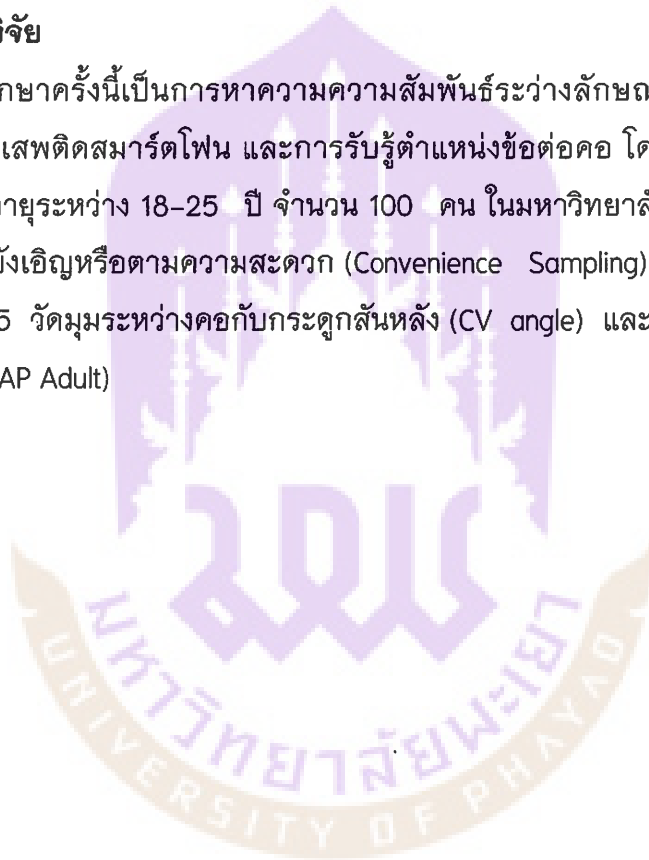 วิจัย
กษาครั้งนี้เป็นการหาความความสัมพันธ์ระว่างลักษณ
เสพติดสมาร์ตโฟน และการรับรู้ตำแหน่งข้อต่อคอ โด
อายุระหว่าง 18-25 ปี จำนวน 100 คน ในมหาวิทยาลั
บังเอิญหรือตามความสะดวก (Convenience Sampling)
5 วัดมุมระหว่างคอกับกระดูกสันหลัง (CV angle) และ
AP Adult)
มหาวิทยาลัยพะเยา
UNIVERSITY OF PHAYAO